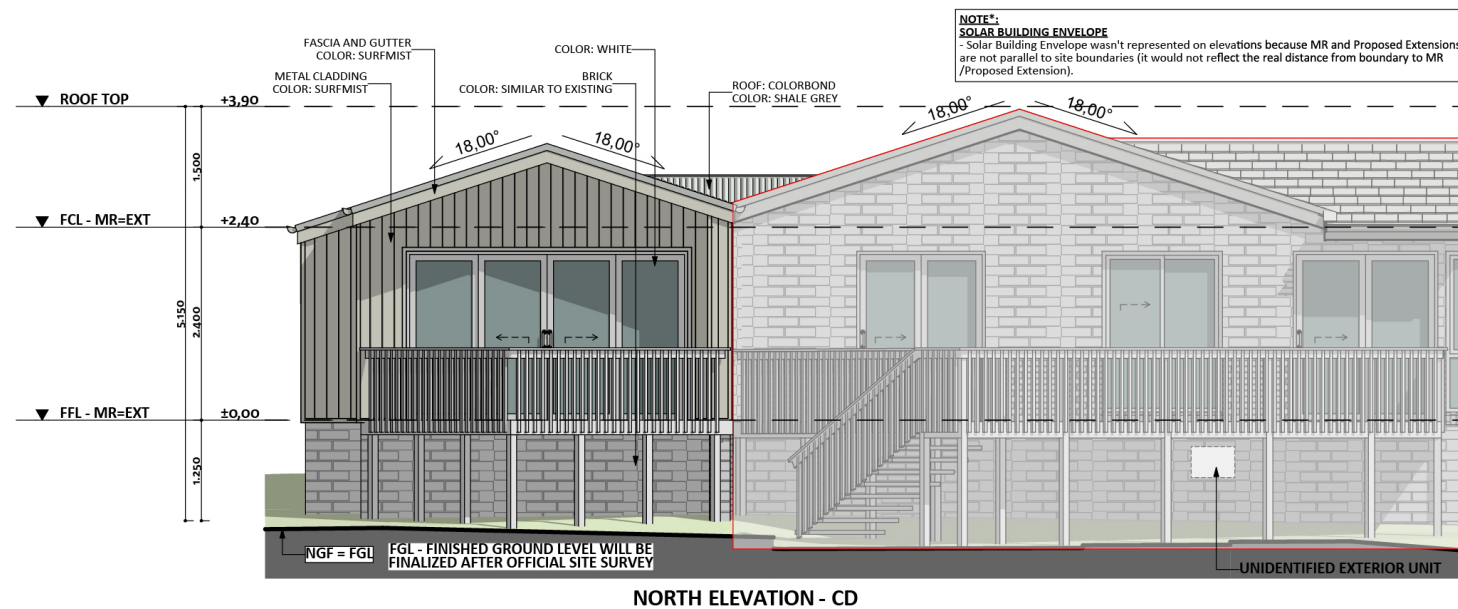 NOTE*:
SOLAR BUILDING ENVELOPE
- Solar Building Envelope wasn't represented on elevations because MR and Proposed Extensions
are not parallel to site boundaries (it would not reflect the real distance from boundary to MR
/Proposed Extension).
FASCIA AND GUTTER
COLOR: SURFMIST
COLOR: WHITE
METAL CLADDING
COLOR: SURFMIST
BRICK
COLOR: SIMILAR TO EXISTING
ROOF: COLORBOND
COLOR: SHALE GREY
ROOF TOP
+3,90
18,00°
18,00°
18,00°
18,00°
1.500
FCL - MR=EXT
+2,40
5.150
2.400
FFL - MR=EXT
±0,00
1.250
NGF = FGL
FGL - FINISHED GROUND LEVEL WILL BE
FINALIZED AFTER OFFICIAL SITE SURVEY
UNIDENTIFIED EXTERIOR UNIT
NORTH ELEVATION - CD